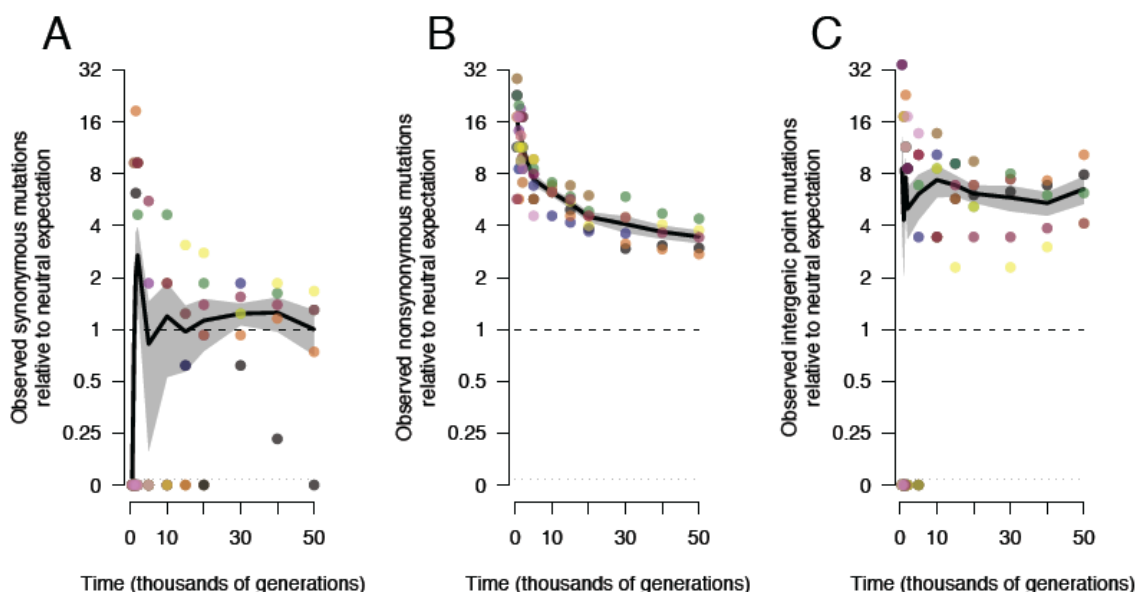 A
Observed synonymous mutations
relative to neutral expectation
32
16
8
4
2
1
0.5
0.25
0
0 10 30 50
Time (thousands of generations)
B
Observed nonsynonymous mutations
relative to neutral expectation
32
16
8
4
2
1
0.5
0.25
0
0 10 30 50
Time (thousands of generations)
C
Observed intergenic point mutations
relative to neutral expectation
32
16
8
4
2
1
0.5
0.25
0
0 10 30 50
Time (thousands of generations)